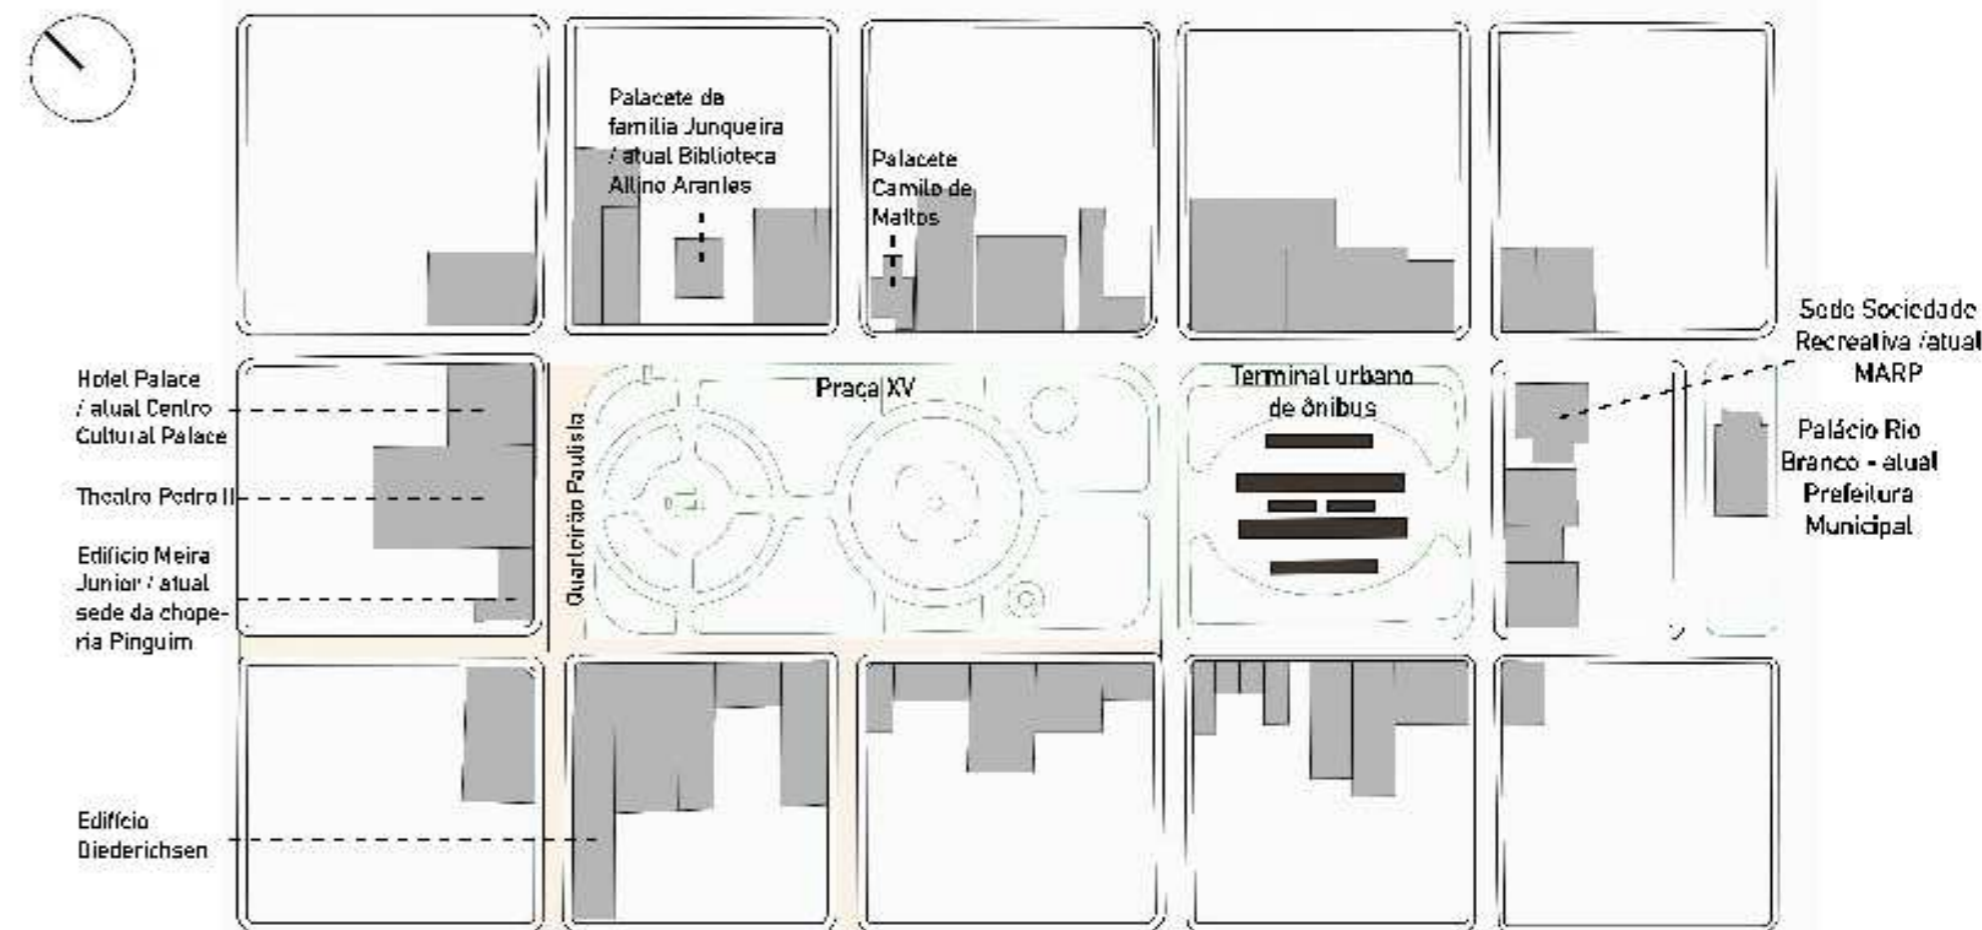 Palacete da
família Junqueira
/ atual Biblioteca
Altino Arantes
Palacete
Camilo de
Mattos
Hotel Palace
/ atual Centro
Cultural Palace
Theatro Pedro II
Edifício Meira
Junior / atual
sede da chope-
ria Pinguim
Edifício
Diederichsen
Quarteirão Paulista
Praça XV
Terminal urbano
de ônibus
Sede Sociedade
Recreativa /atual
MARP
Palácio Rio
Branco - atual
Prefeitura
Municipal